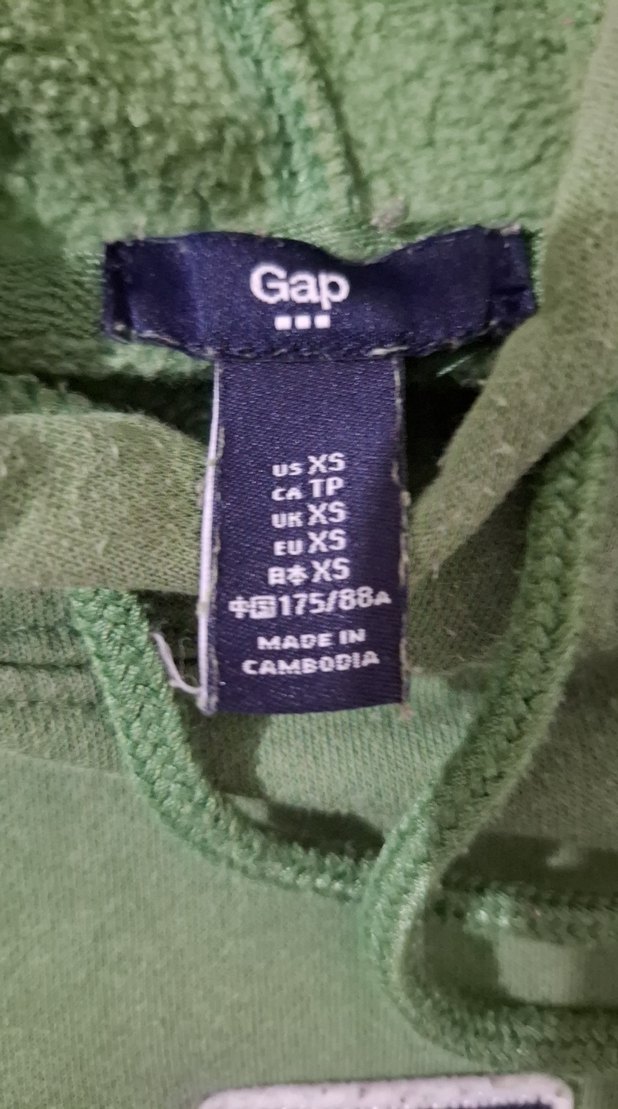 Gap
US XS
CA TP
UK XS
EU XS
日本 XS
中国 175/88A
MADE IN
CAMBODIA